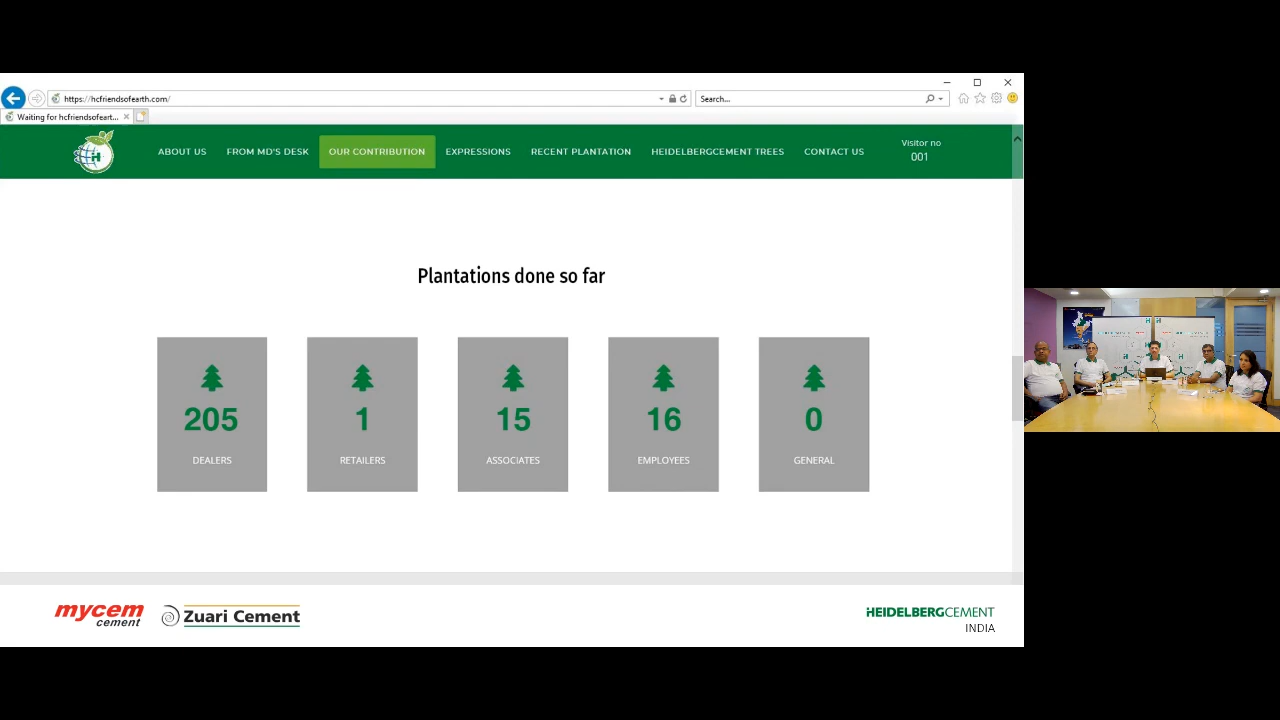 https://hcfriendsofearth.com/
Search...
Waiting for hcfriendsofeart...
ABOUT US
FROM MD'S DESK
OUR CONTRIBUTION
EXPRESSIONS
RECENT PLANTATION
HEIDELBERGCEMENT TREES
CONTACT US
Visitor no
001
Plantations done so far
205
DEALERS
1
RETAILERS
15
ASSOCIATES
16
EMPLOYEES
0
GENERAL
mycem
cement
Zuari Cement
HEIDELBERGCEMENT
INDIA